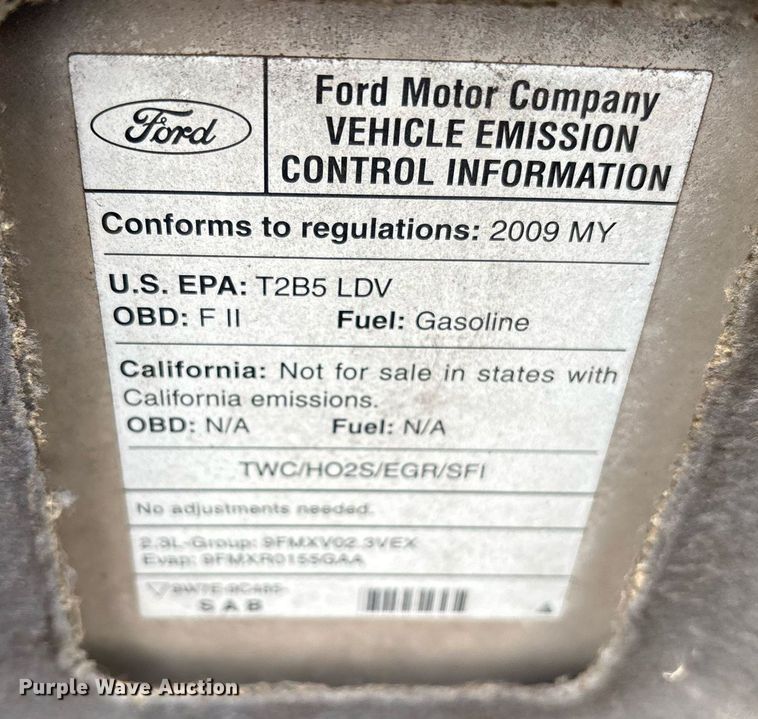 Ford
Ford Motor Company
VEHICLE EMISSION
CONTROL INFORMATION
Conforms to regulations: 2009 MY
U.S. EPA: T2B5 LDV
OBD: F II Fuel: Gasoline
California: Not for sale in states with
California emissions.
OBD: N/A Fuel: N/A
TWC/HO2S/EGR/SFI
No adjustments needed.
2.3L-Group: 9FMXV02.3VEX
Evap: 9FMXR0155GAA
SAB
Purple Wave Auction